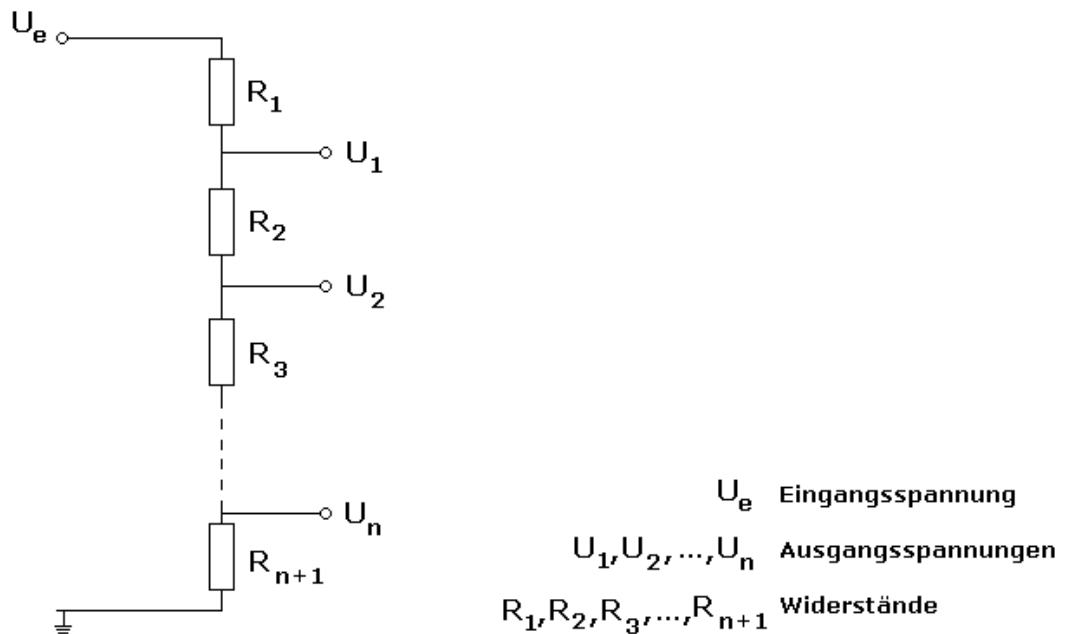 Ue
R1
U1
R2
U2
R3
Un
Rn+1
Ue Eingangsspannung
U1,U2,...,Un Ausgangsspannungen
R1,R2,R3,...,Rn+1 Widerstände